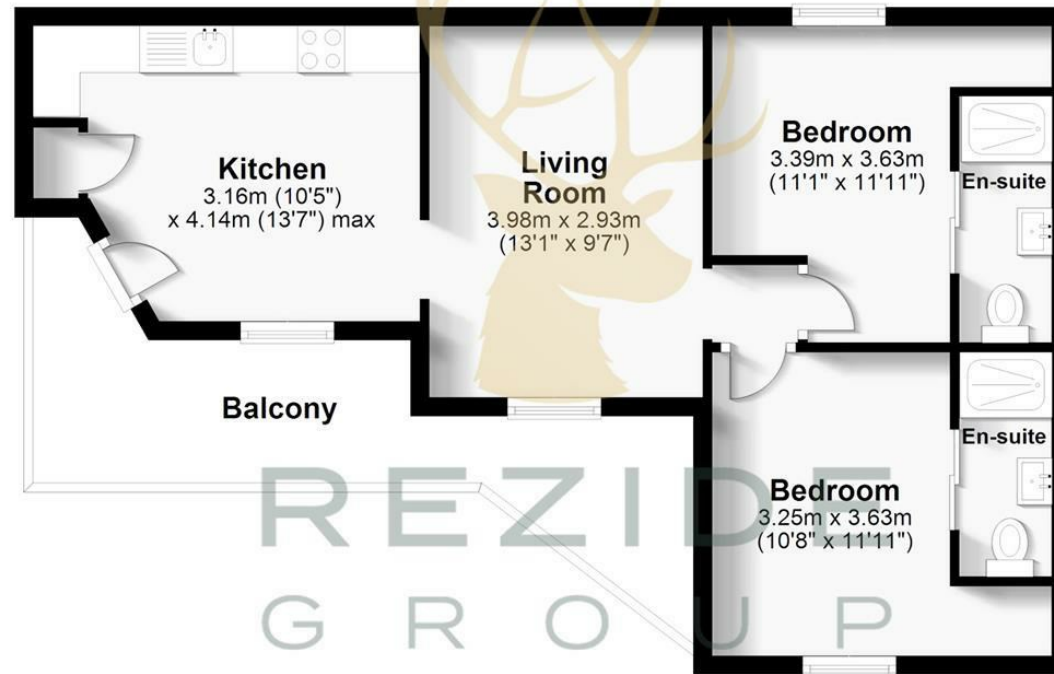 Kitchen
3.16m (10'5")
x 4.14m (13'7") max
Living
Room
3.98m x 2.93m
(13'1" x 9'7")
Bedroom
3.39m x 3.63m
(11'1" x 11'11")
En-suite
Balcony
En-suite
Bedroom
3.25m x 3.63m
(10'8" x 11'11")
REZIDE
GROUP